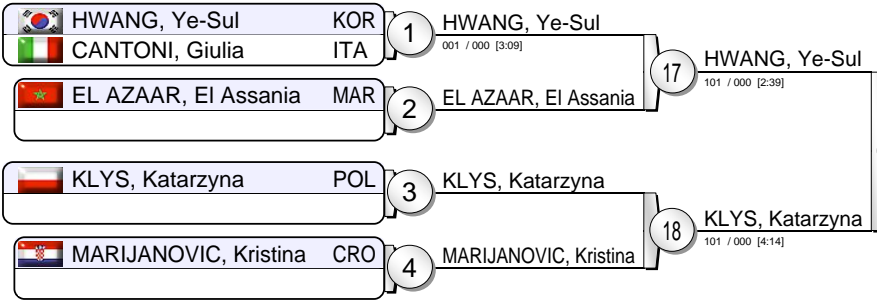 HWANG, Ye-Sul KOR
CANTONI, Giulia ITA
1
HWANG, Ye-Sul
001 / 000 [3:09]
EL AZAAR, El Assania MAR
2
EL AZAAR, El Assania
17
HWANG, Ye-Sul
101 / 000 [2:39]
KLYS, Katarzyna POL
3
KLYS, Katarzyna
MARIJANOVIC, Kristina CRO
4
MARIJANOVIC, Kristina
18
KLYS, Katarzyna
101 / 000 [4:14]